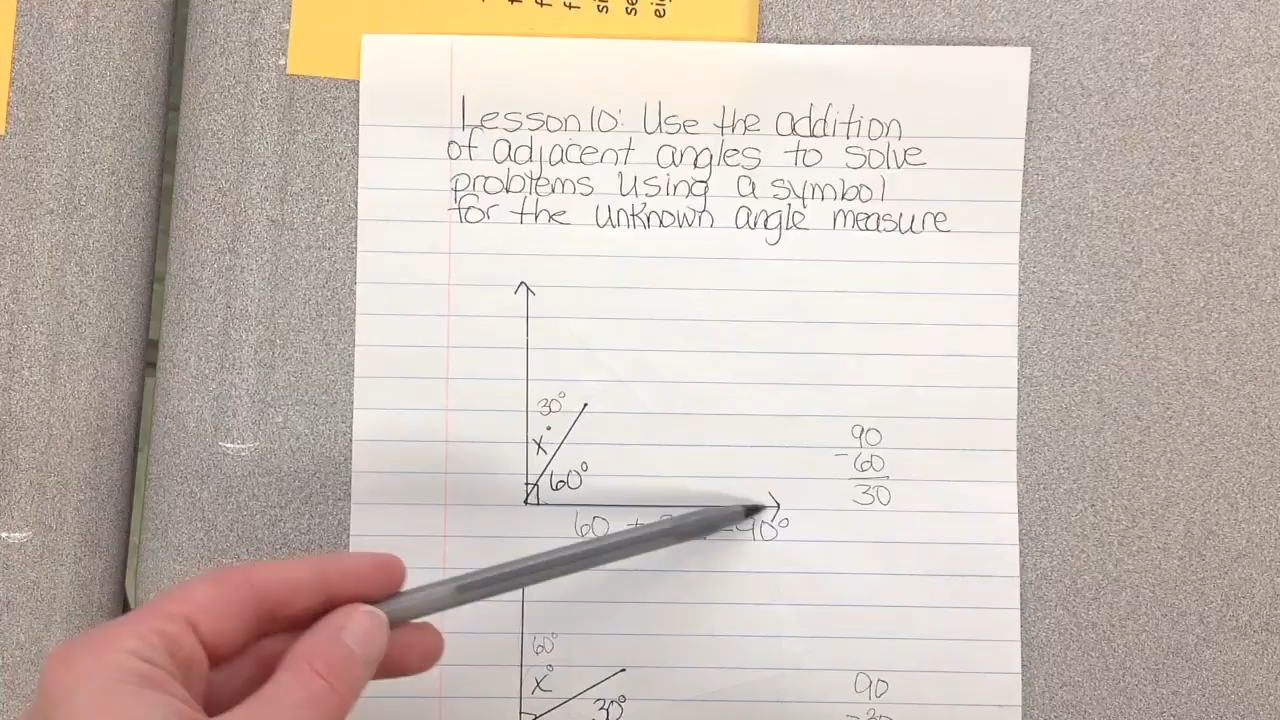 Lesson 10: Use the addition
of adjacent angles to solve
problems using a symbol
for the unknown angle measure
30°
x°
60°
60 +
90°
90
-60
30
60°
x°
30°
90
-30